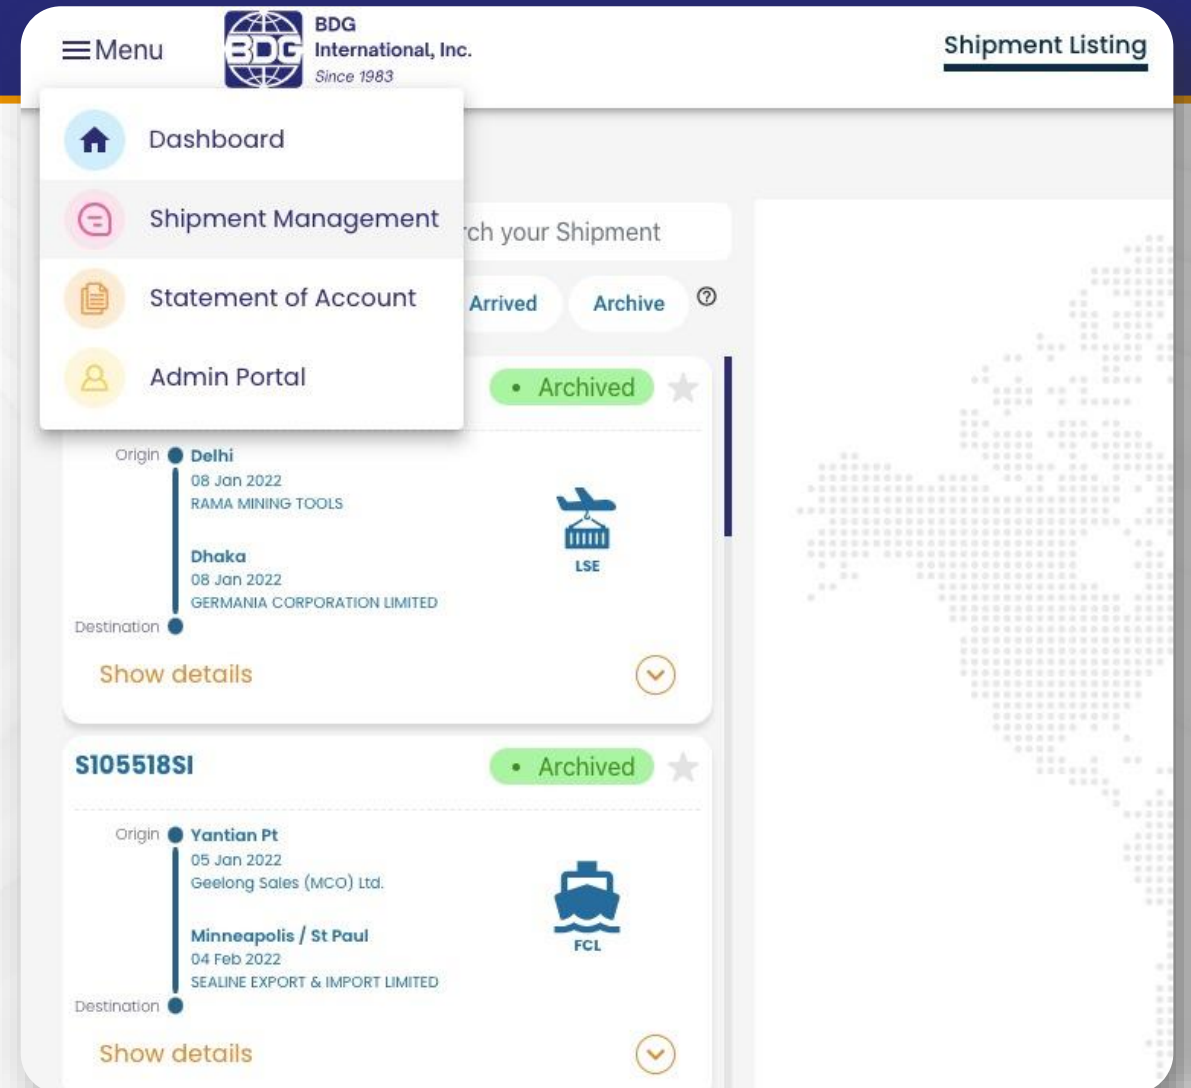 Menu
BDG
BDG
International, Inc.
Since 1983
Shipment Listing
Dashboard
Shipment Management
Statement of Account
Admin Portal
your Shipment
Arrived
Archive
?
• Archived
Origin
Delhi
08 Jan 2022
RAMA MINING TOOLS
Dhaka
08 Jan 2022
GERMANIA CORPORATION LIMITED
Destination
LSE
Show details
S105518SI
• Archived
Origin
Yantian Pt
05 Jan 2022
Geelong Sales (MCO) Ltd.
Minneapolis / St Paul
04 Feb 2022
SEALINE EXPORT & IMPORT LIMITED
Destination
FCL
Show details